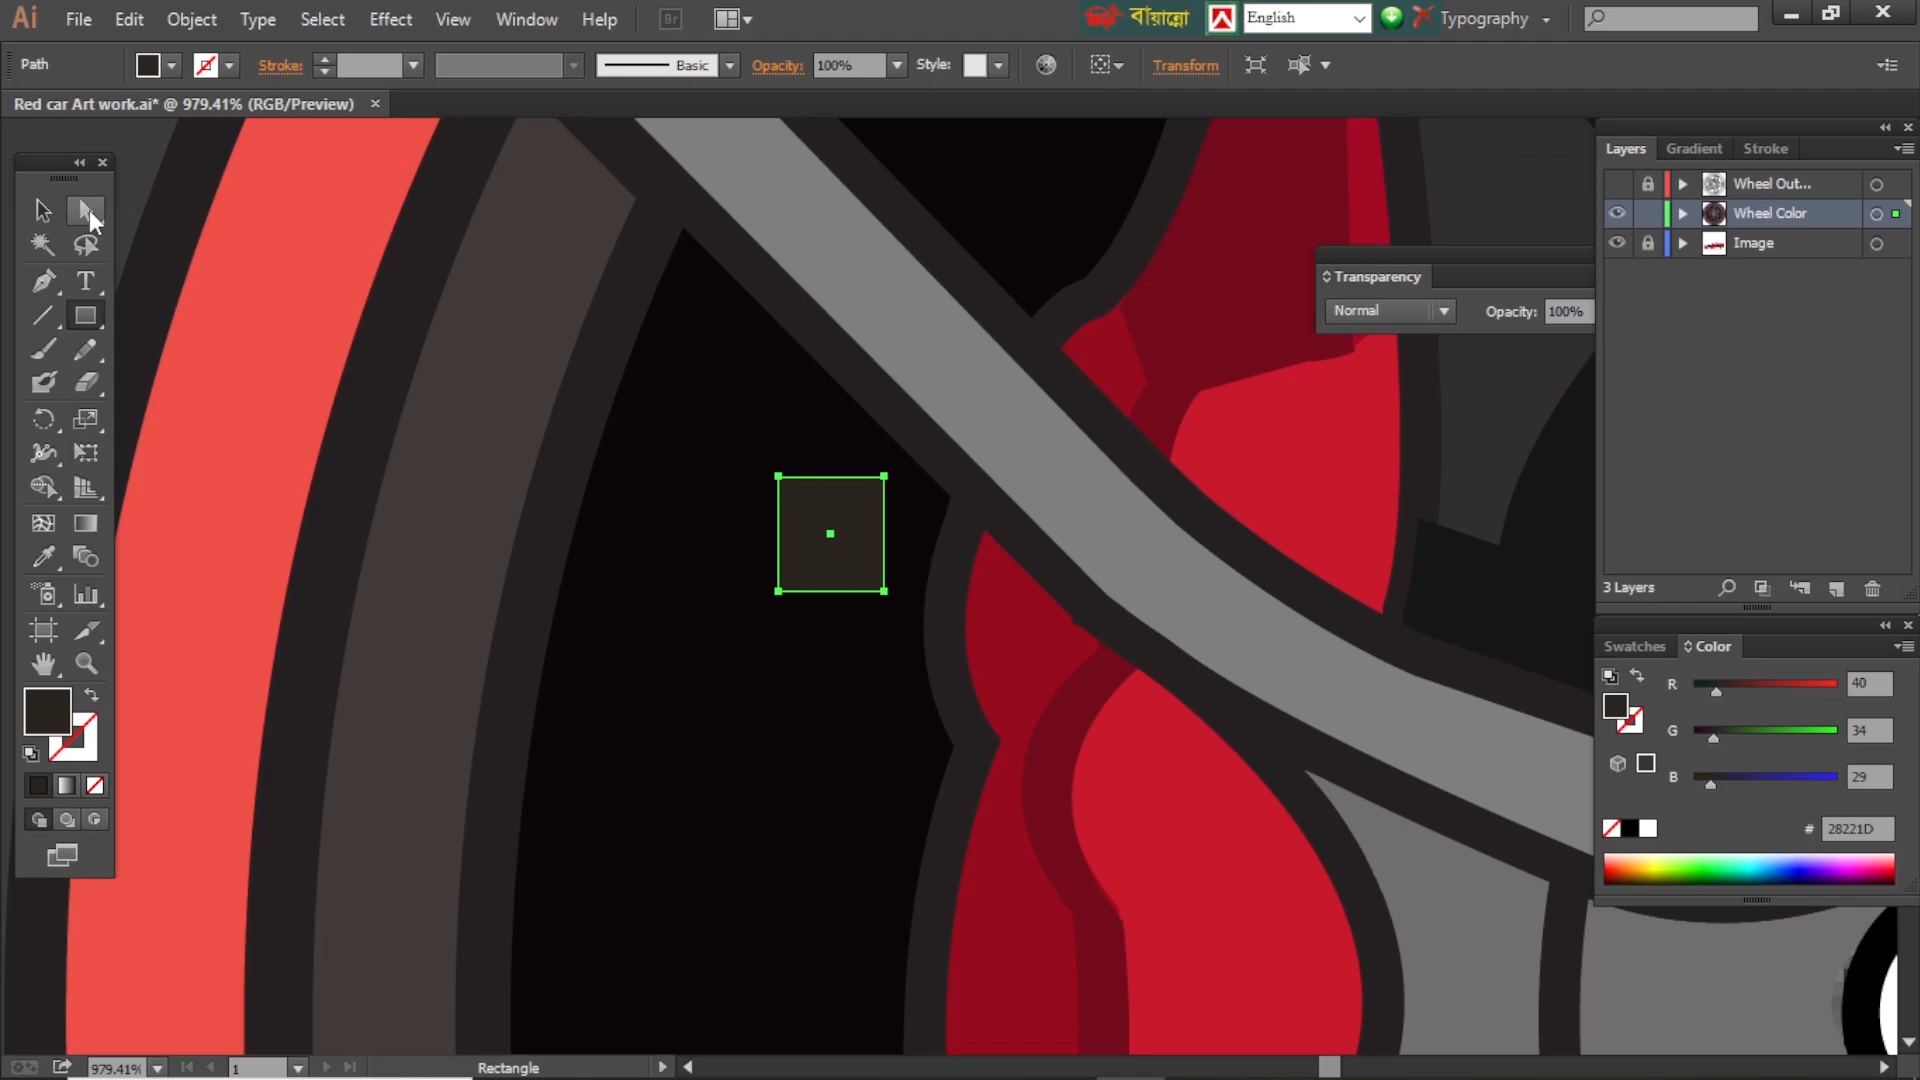 Ai File Edit Object Type Select Effect View Window Help Br বায়ান্নো English Typography
Path Stroke: Basic Opacity: 100% Style: Transform
Red car Art work.ai* @ 979.41% (RGB/Preview)
Layers Gradient Stroke
Wheel Out...
Wheel Color
Image
Transparency
Normal Opacity: 100%
3 Layers
Swatches Color
R 40
G 34
B 29
# 28221D
979.41% 1 Rectangle